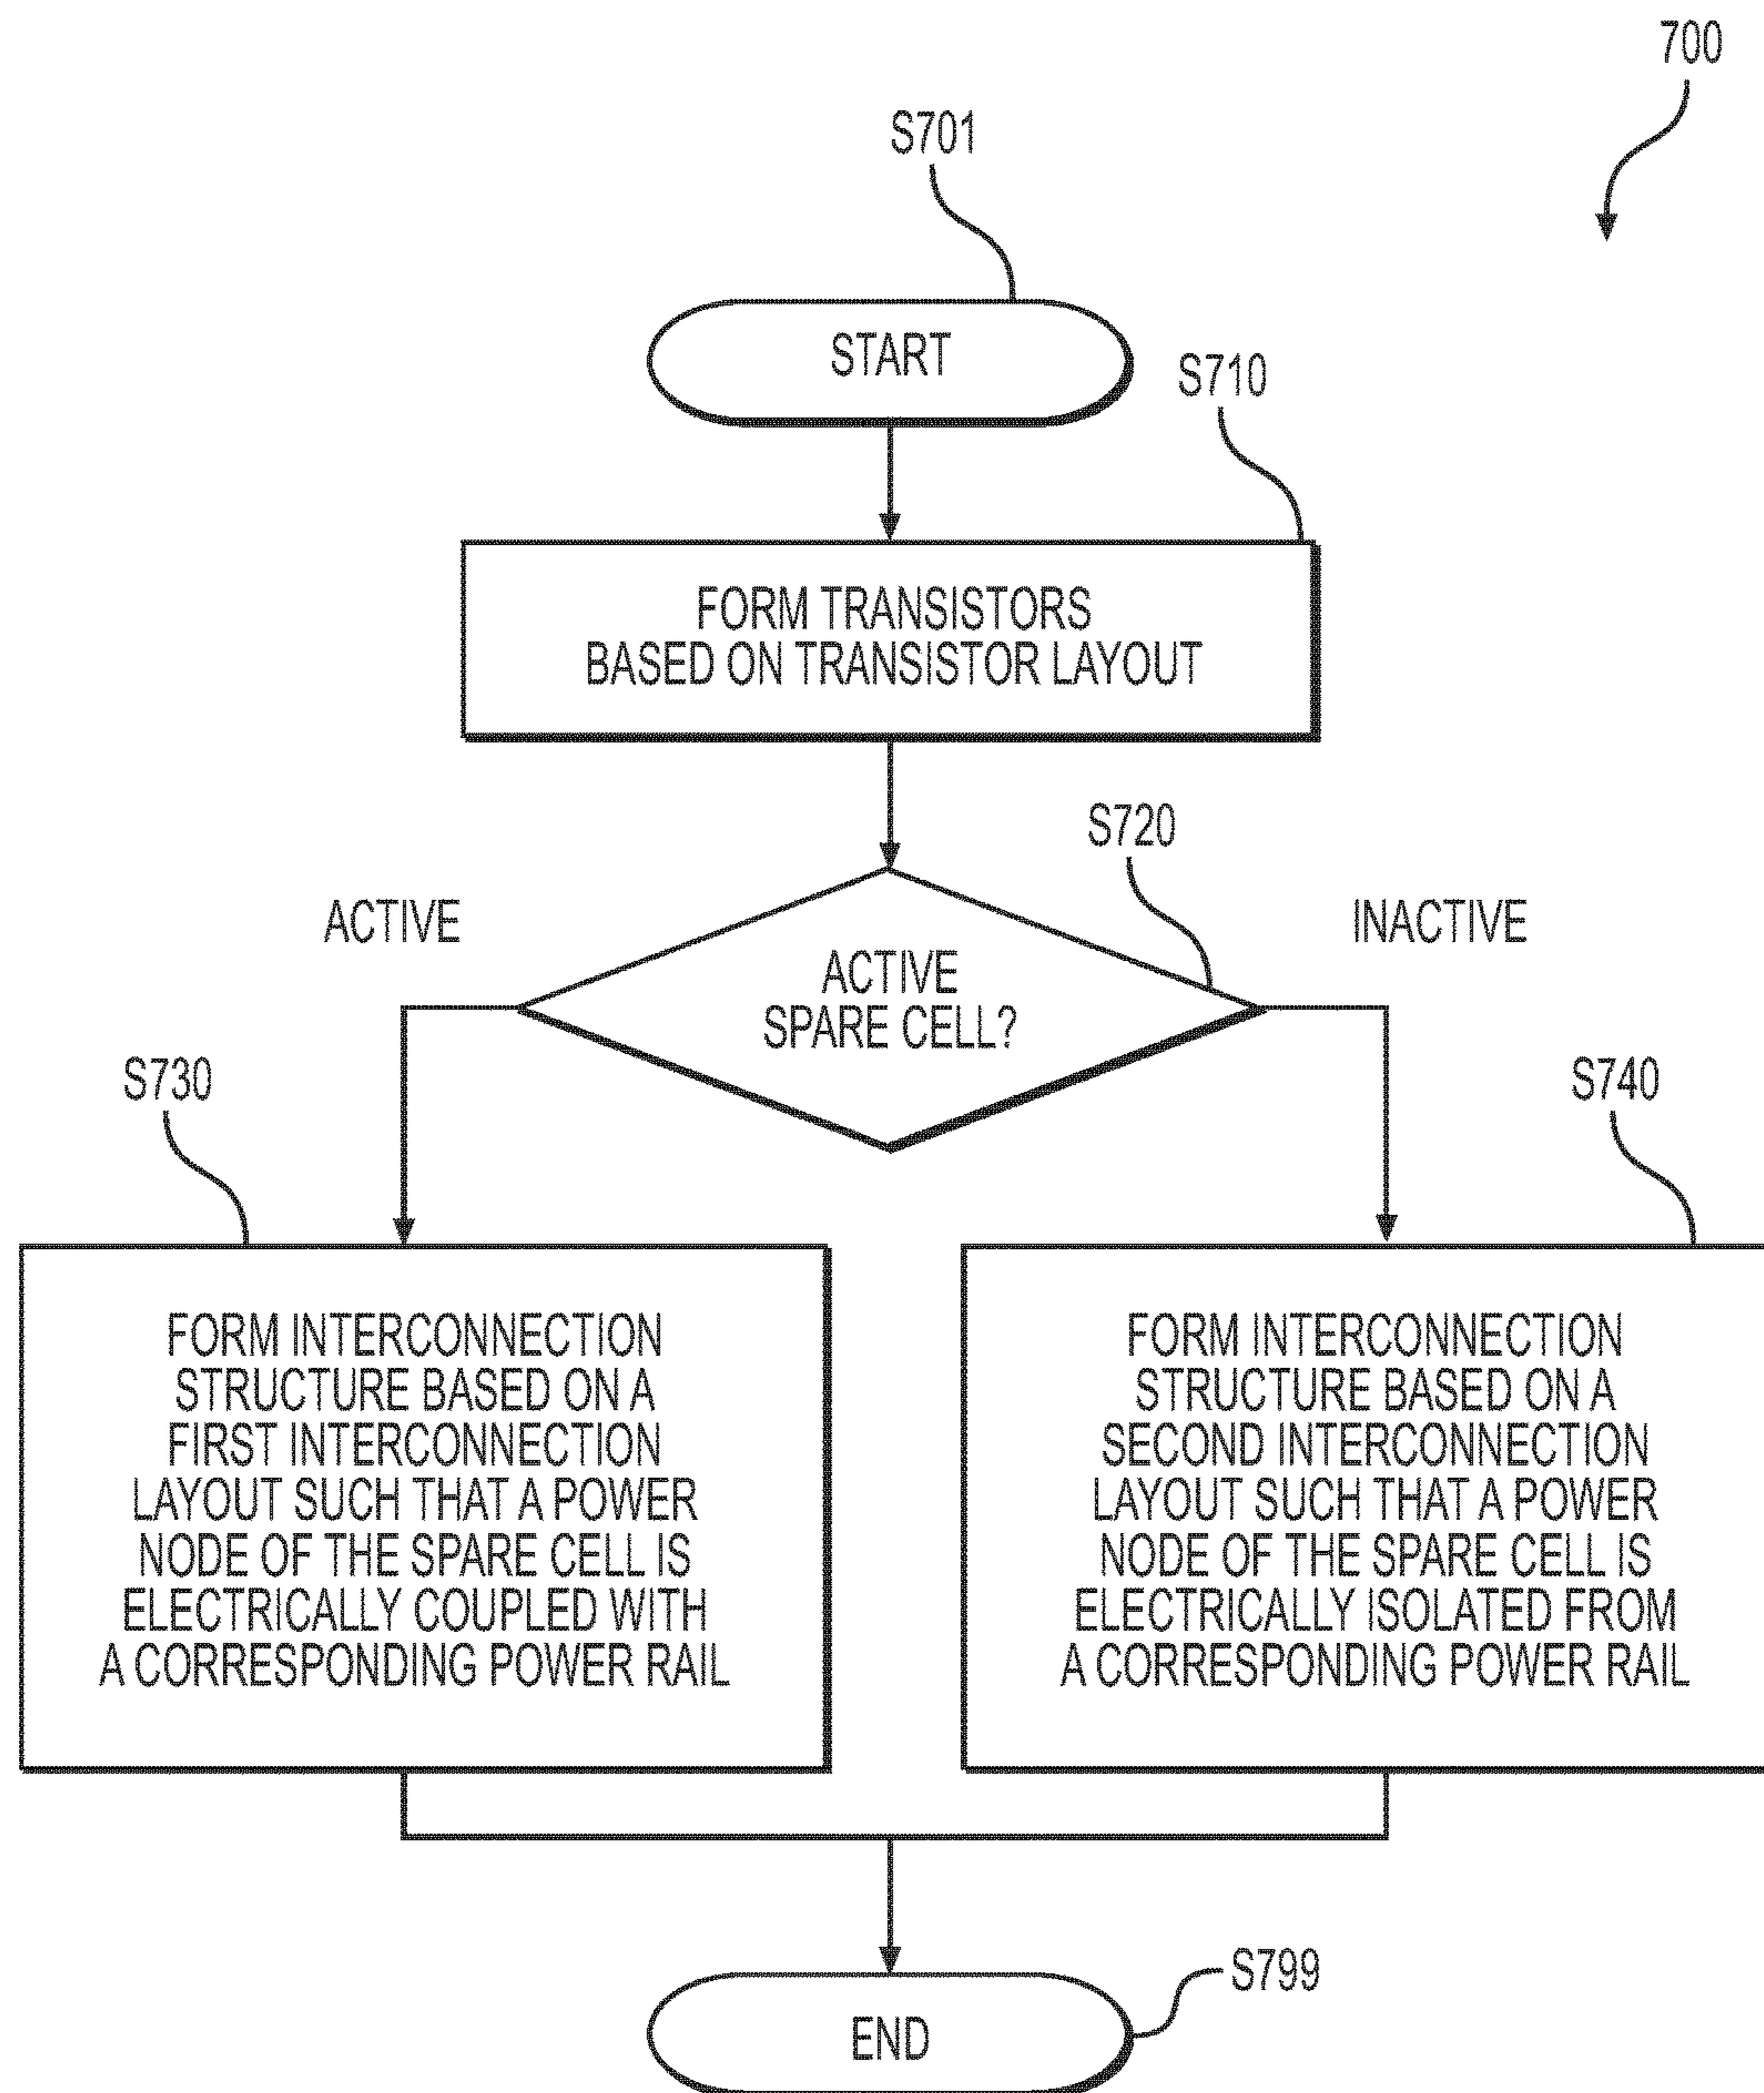 700
S701
START
S710
FORM TRANSISTORS
BASED ON TRANSISTOR LAYOUT
S720
ACTIVE
INACTIVE
ACTIVE
SPARE CELL?
S730
S740
FORM INTERCONNECTION
STRUCTURE BASED ON A
FIRST INTERCONNECTION
LAYOUT SUCH THAT A POWER
NODE OF THE SPARE CELL IS
ELECTRICALLY COUPLED WITH
A CORRESPONDING POWER RAIL
FORM INTERCONNECTION
STRUCTURE BASED ON A
SECOND INTERCONNECTION
LAYOUT SUCH THAT A POWER
NODE OF THE SPARE CELL IS
ELECTRICALLY ISOLATED FROM
A CORRESPONDING POWER RAIL
S799
END